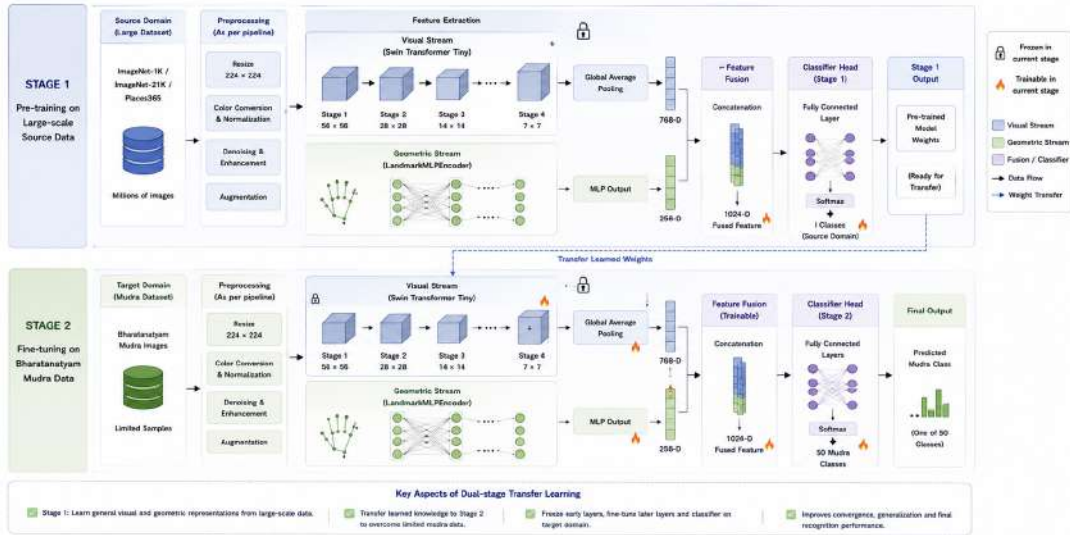 STAGE 1
Pre-training on
Large-scale
Source Data
Source Domain
(Large Dataset)
ImageNet-1K /
ImageNet-21K /
Places365
Millions of images
Preprocessing
(As per pipeline)
Resize
224 × 224
Color Conversion
& Normalization
Denoising &
Enhancement
Augmentation
Feature Extraction
Visual Stream
(Swin Transformer Tiny)
Stage 1
56 × 56
Stage 2
28 × 28
Stage 3
14 × 14
Stage 4
7 × 7
Geometric Stream
(LandmarkMLPEncoder)
Global Average
Pooling
768-D
MLP Output
256-D
Feature
Fusion
Concatenation
1024-D
Fused Feature
Classifier Head
(Stage 1)
Fully Connected
Layer
Softmax
Classes
(Source Domain)
Stage 1
Output
Pre-trained
Model
Weights
(Ready for
Transfer)
Frozen in
current stage
Trainable in
current stage
Visual Stream
Geometric Stream
Fusion / Classifier
Data Flow
Weight Transfer
Transfer Learned Weights
STAGE 2
Fine-tuning on
Bharatanatyam
Mudra Data
Target Domain
(Mudra Dataset)
Bharatanatyam
Mudra Images
Limited Samples
Preprocessing
(As per pipeline)
Resize
224 × 224
Color Conversion
& Normalization
Denoising &
Enhancement
Augmentation
Visual Stream
(Swin Transformer Tiny)
Stage 1
56 × 56
Stage 2
28 × 28
Stage 3
14 × 14
Stage 4
7 × 7
Geometric Stream
(LandmarkMLPEncoder)
Global Average
Pooling
768-D
MLP Output
256-D
Feature Fusion
(Trainable)
Concatenation
1024-D
Fused Feature
Classifier Head
(Stage 2)
Fully Connected
Layers
Softmax
50 Mudra
Classes
Final Output
Predicted
Mudra Class
(One of 50
Key Aspects of Dual-stage Transfer Learning
Stage 1: Learn general visual and geometric representations from large-scale data.
Transfer learned knowledge to Stage 2
to overcome limited mudra data.
Freeze early layers, fine-tune later layers and classifier on
target domain.
Improves convergence, generalization and final
recognition performance.